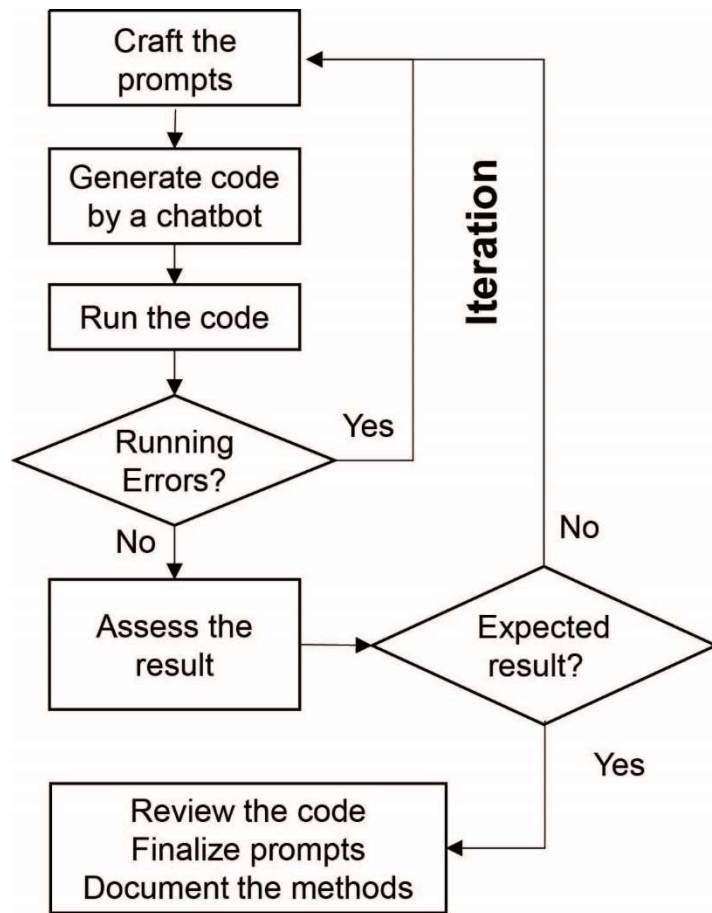 Craft the
prompts
Generate code
by a chatbot
Run the code
Running
Errors?
Yes
No
Assess the
result
Iteration
No
Expected
result?
Yes
Review the code
Finalize prompts
Document the methods